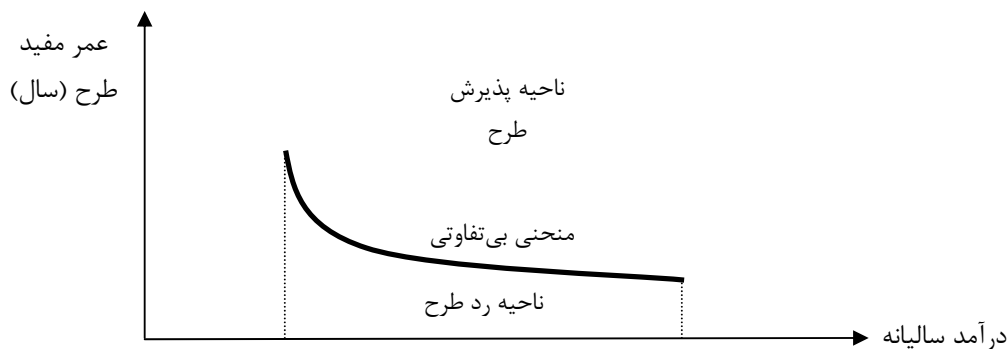 عمر مفید
طرح (سال)
ناحیه پذیرش
طرح
منحنی بی‌تفاوتی
ناحیه رد طرح
درآمد سالیانه